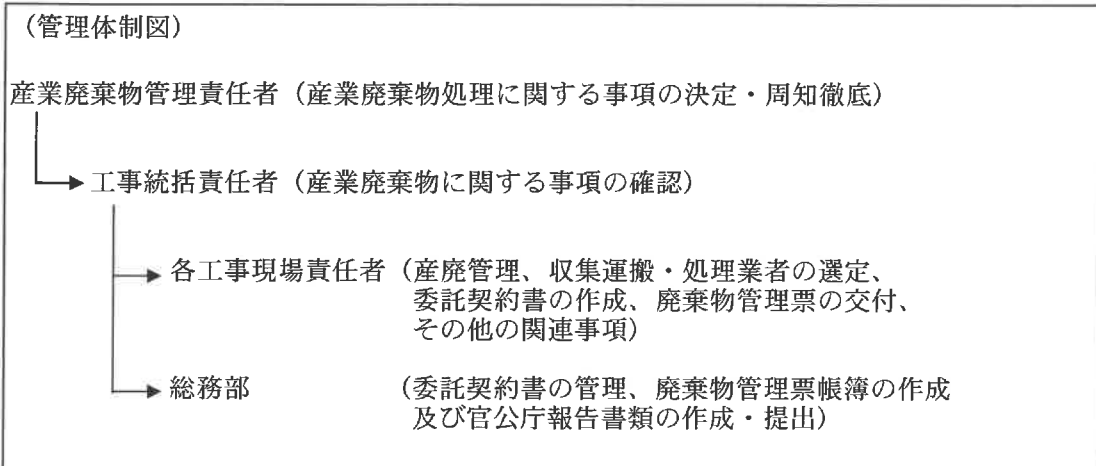 （管理体制図）
産業廃棄物管理責任者（産業廃棄物処理に関する事項の決定・周知徹底）
工事統括責任者（産業廃棄物に関する事項の確認）
各工事現場責任者（産廃管理、収集運搬・処理業者の選定、
委託契約書の作成、廃棄物管理票の交付、
その他の関連事項）
総務部　　　　　（委託契約書の管理、廃棄物管理票帳簿の作成
及び官公庁報告書類の作成・提出）